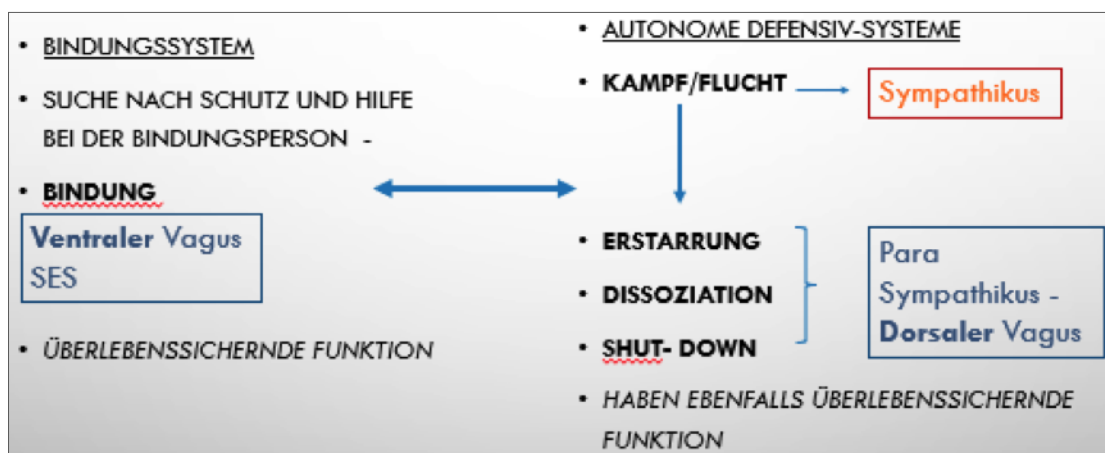 • BINDUNGSSYSTEM
• SUCHE NACH SCHUTZ UND HILFE
BEI DER BINDUNGSPERSON -
• BINDUNG
Ventraler Vagus
SES
• ÜBERLEBENSSICHERNDE FUNKTION
• AUTONOME DEFENSIV-SYSTEME
• KAMPF/FLUCHT
Sympathikus
• ERSTARRUNG
• DISSOZIATION
• SHUT- DOWN
Para
Sympathikus -
Dorsaler Vagus
• HABEN EBENFALLS ÜBERLEBENSSICHERNDE
FUNKTION